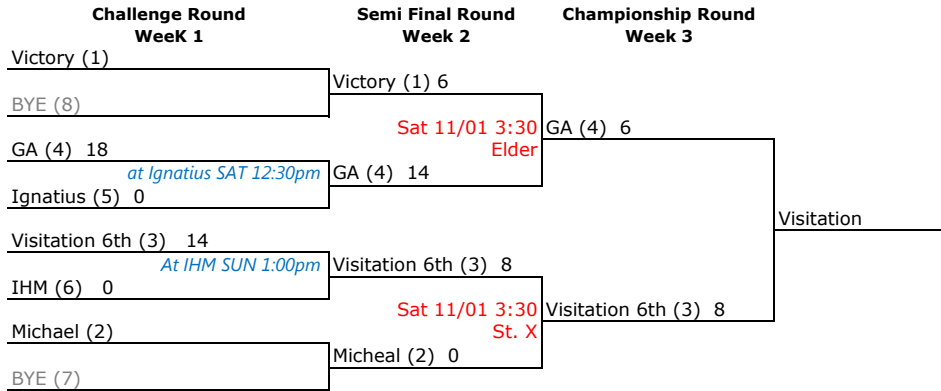 Challenge Round
WeeK 1
Semi Final Round
Week 2
Championship Round
Week 3
Victory (1)
Victory (1) 6
BYE (8)
Sat 11/01 3:30
Elder
GA (4) 6
GA (4) 18
at Ignatius SAT 12:30pm
GA (4) 14
Ignatius (5) 0
Visitation
Visitation 6th (3) 14
At IHM SUN 1:00pm
Visitation 6th (3) 8
IHM (6) 0
Sat 11/01 3:30
St. X
Visitation 6th (3) 8
Michael (2)
Micheal (2) 0
BYE (7)